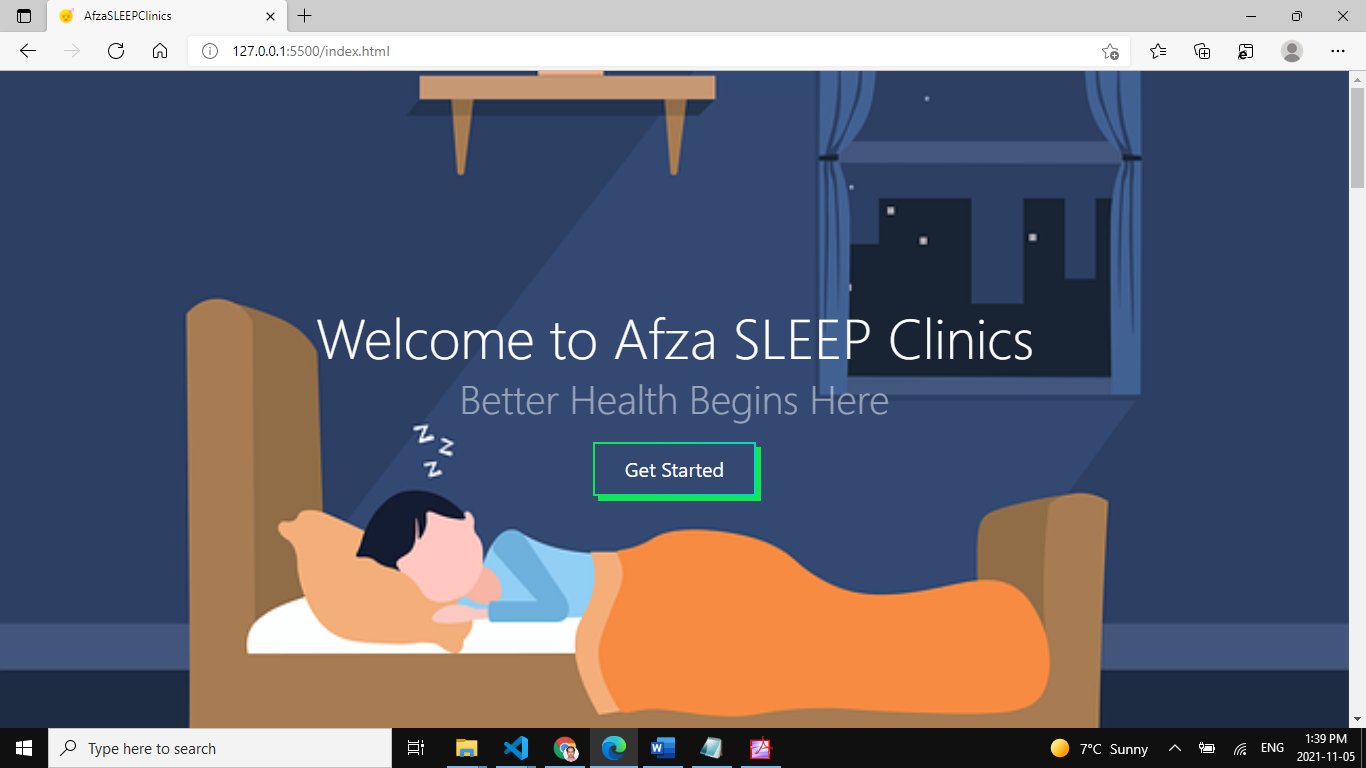 AfzaSLEEPClinics
127.0.0.1:5500/index.html
Welcome to Afza SLEEP Clinics
Better Health Begins Here
z
z
z
Get Started
Type here to search
7°C Sunny
ENG
1:39 PM
2021-11-05